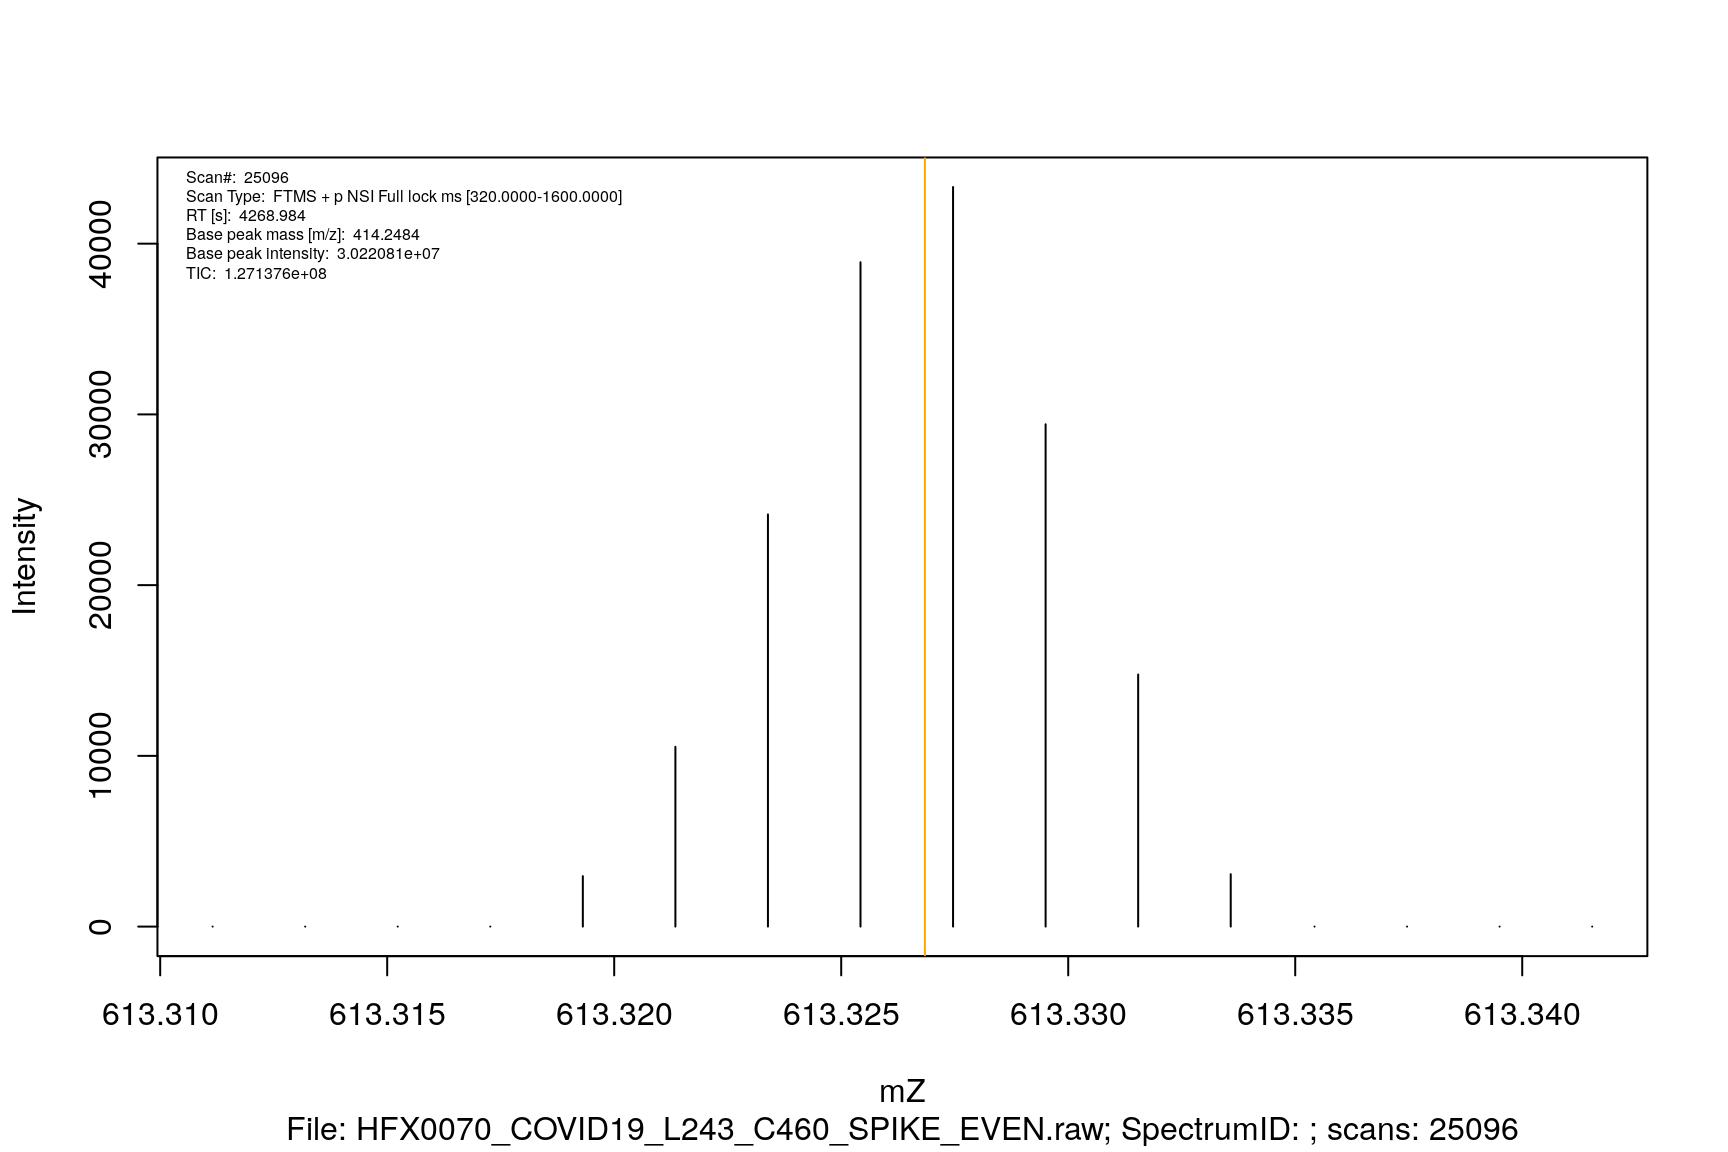 Scan#: 25096
Scan Type: FTMS + p NSI Full lock ms [320.0000-1600.0000]
RT [s]: 4268.984
Base peak mass [m/z]: 414.2484
Base peak intensity: 3.022081e+07
TIC: 1.271376e+08
40000
30000
20000
10000
0
Intensity
613.310 613.315 613.320 613.325 613.330 613.335 613.340
mZ
File: HFX0070_COVID19_L243_C460_SPIKE_EVEN.raw; SpectrumID: ; scans: 25096